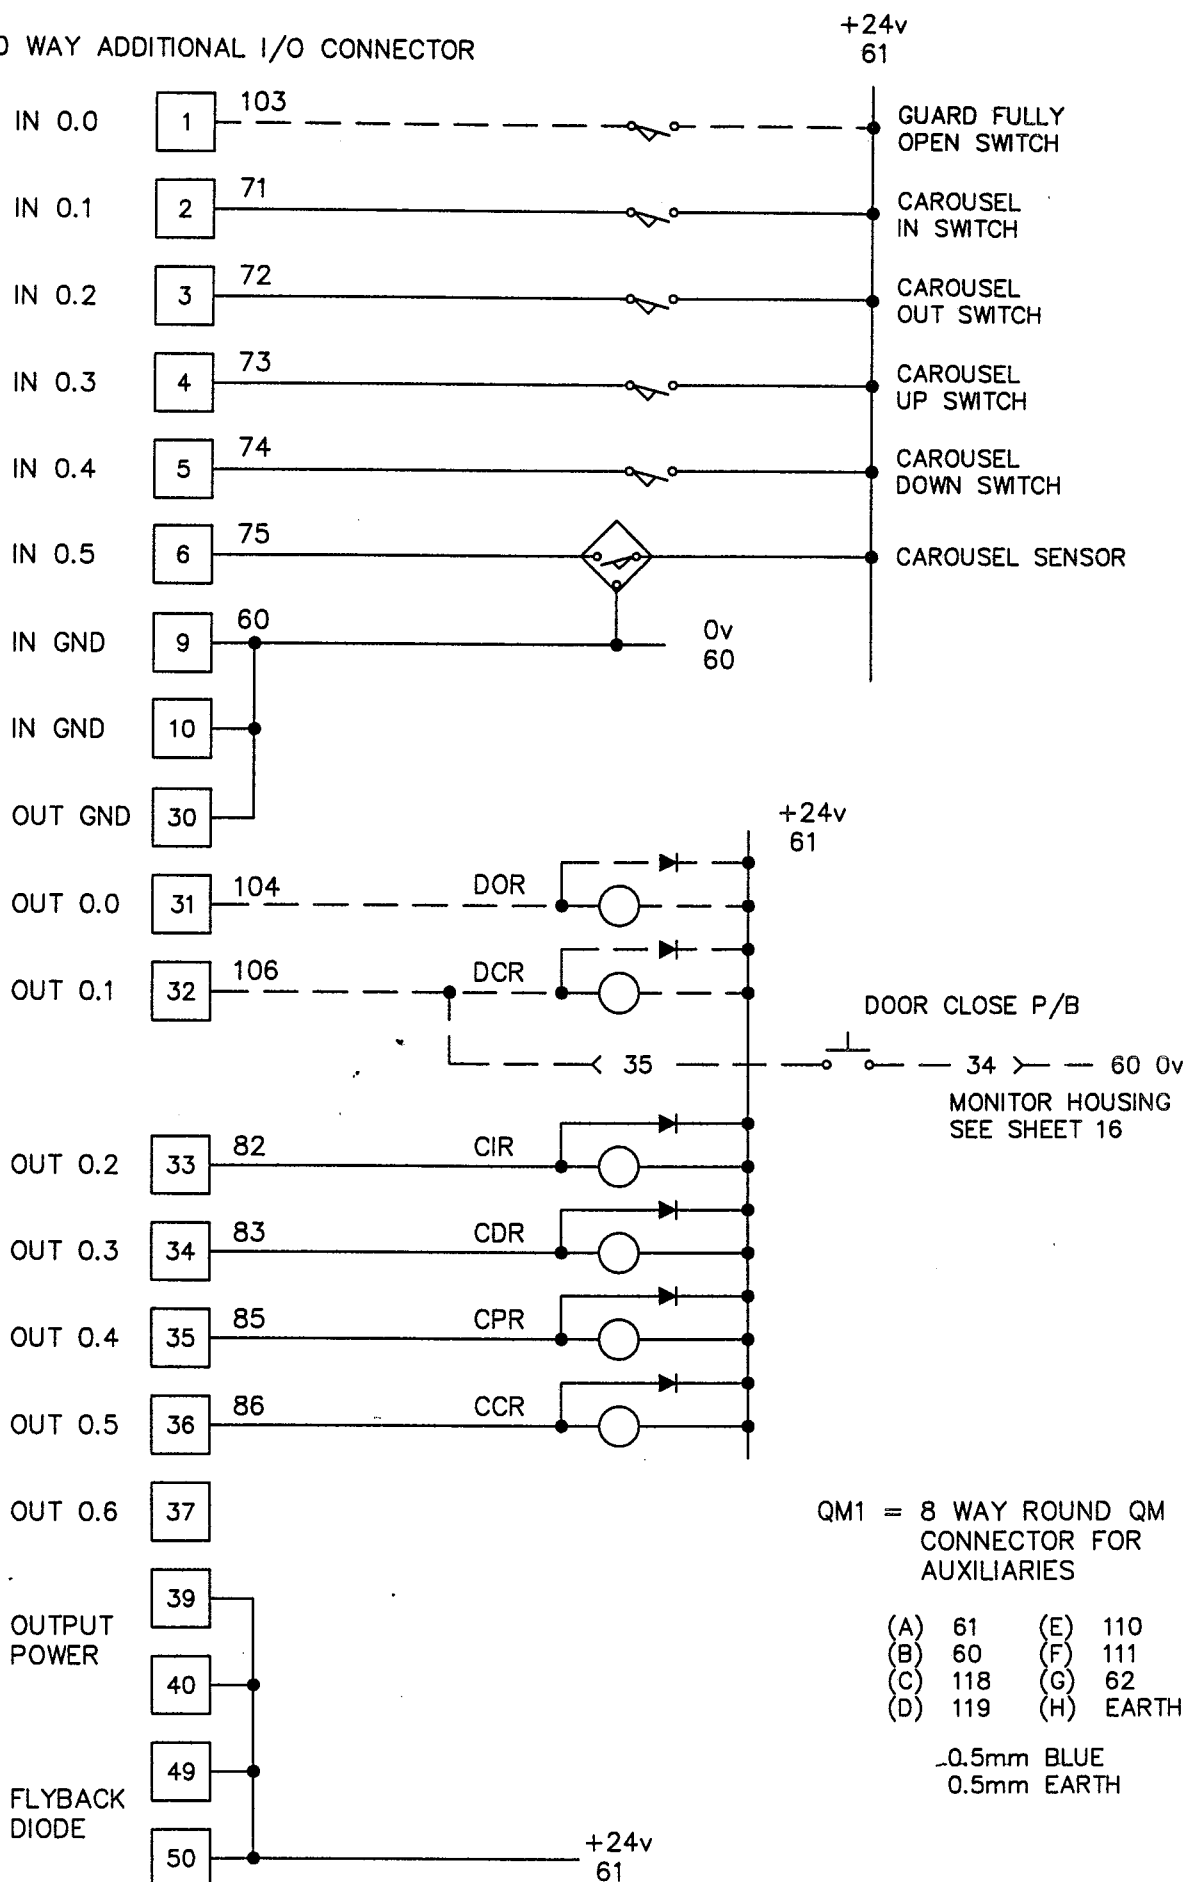 +24v
61
0 WAY ADDITIONAL I/O CONNECTOR
IN 0.0 1 103 GUARD FULLY
OPEN SWITCH
IN 0.1 2 71 CAROUSEL
IN SWITCH
IN 0.2 3 72 CAROUSEL
OUT SWITCH
IN 0.3 4 73 CAROUSEL
UP SWITCH
IN 0.4 5 74 CAROUSEL
DOWN SWITCH
IN 0.5 6 75 CAROUSEL SENSOR
IN GND 9 60 0v
60
IN GND 10
OUT GND 30
+24v
61
OUT 0.0 31 104 DOR
OUT 0.1 32 106 DCR
DOOR CLOSE P/B
35 34 60 0v
MONITOR HOUSING
SEE SHEET 16
OUT 0.2 33 82 CIR
OUT 0.3 34 83 CDR
OUT 0.4 35 85 CPR
OUT 0.5 36 86 CCR
OUT 0.6 37
QM1 = 8 WAY ROUND QM
CONNECTOR FOR
AUXILIARIES
39
OUTPUT
POWER
40
(A) 61 (E) 110
(B) 60 (F) 111
(C) 118 (G) 62
(D) 119 (H) EARTH
0.5mm BLUE
0.5mm EARTH
49
FLYBACK
DIODE
50 +24v
61